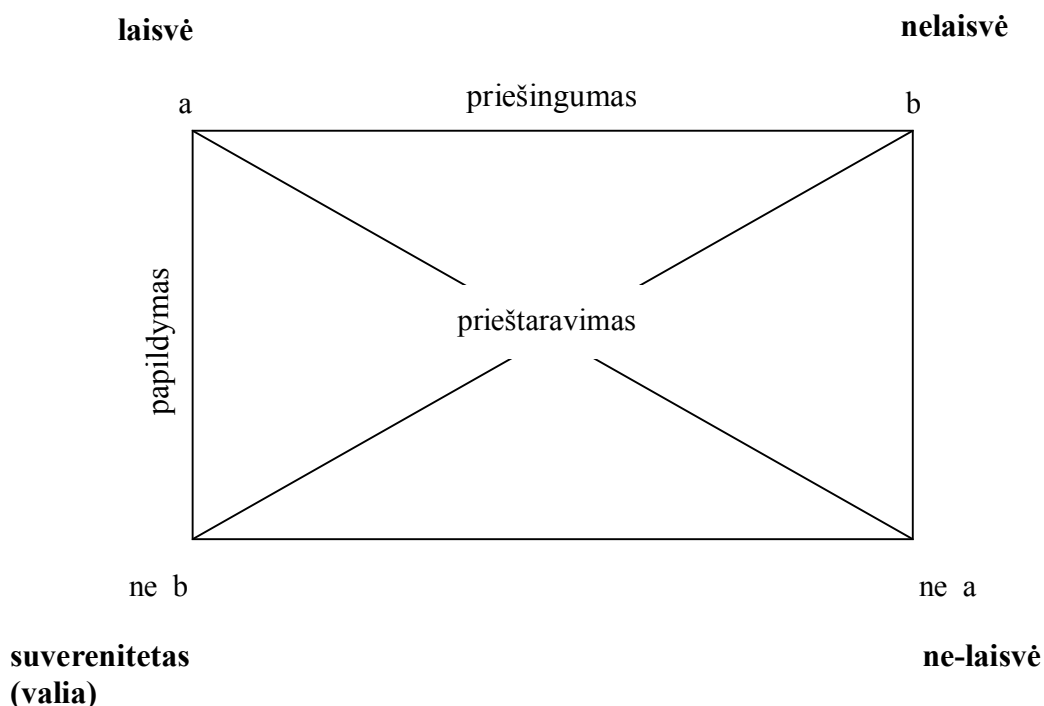 laisvė
nelaisvė
a
priešingumas
b
papildymas
prieštaravimas
ne b
ne a
suverenitetas
(valia)
ne-laisvė